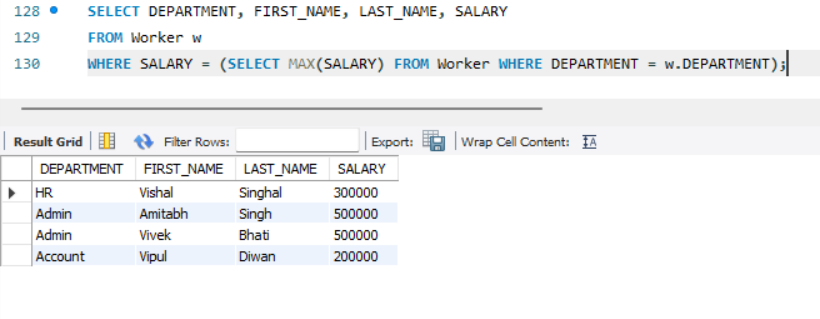 128 SELECT DEPARTMENT, FIRST_NAME, LAST_NAME, SALARY
129 FROM Worker w
130 WHERE SALARY = (SELECT MAX(SALARY) FROM Worker WHERE DEPARTMENT = w.DEPARTMENT);
Result Grid Filter Rows: Export: Wrap Cell Content: IA
DEPARTMENT FIRST_NAME LAST_NAME SALARY
HR Vishal Singhal 300000
Admin Amitabh Singh 500000
Admin Vivek Bhati 500000
Account Vipul Diwan 200000